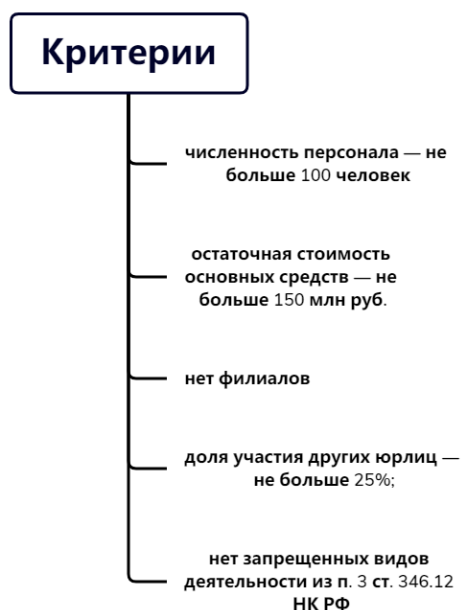 Критерии
численность персонала — не
больше 100 человек
остаточная стоимость
основных средств — не
больше 150 млн руб.
нет филиалов
доля участия других юрлиц —
не больше 25%;
нет запрещенных видов
деятельности из п. 3 ст. 346.12
НК РФ